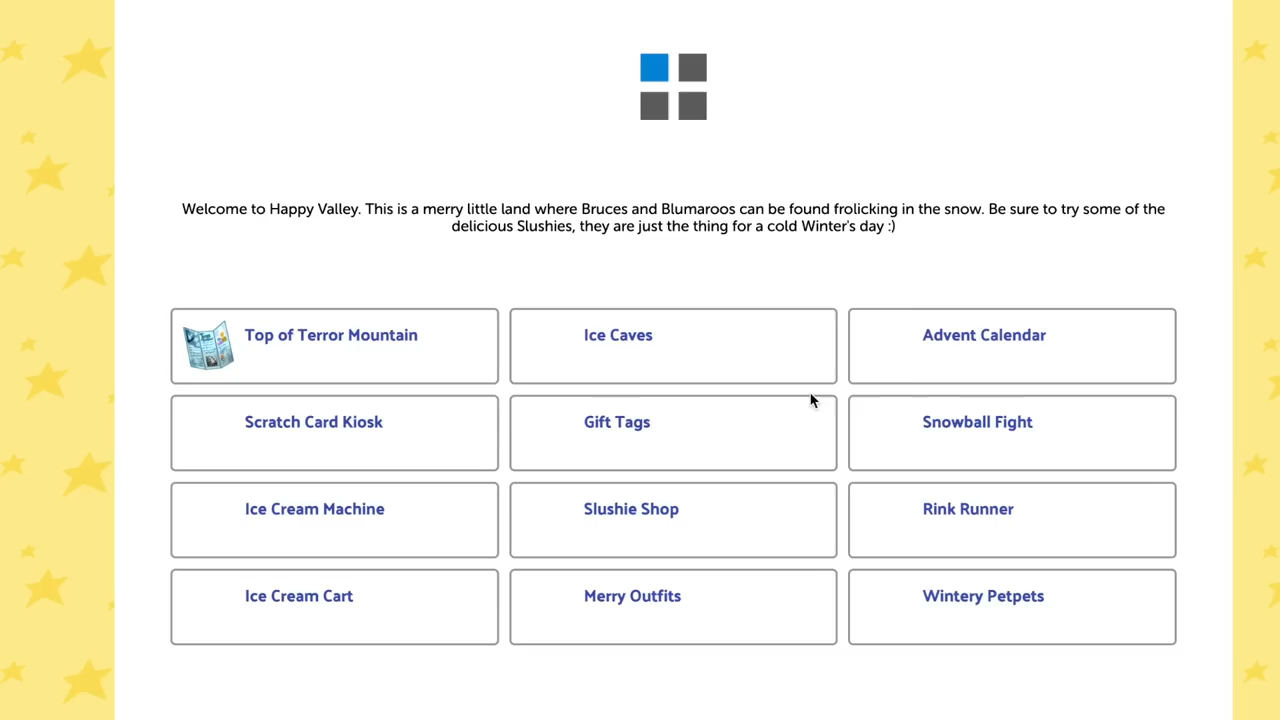 Welcome to Happy Valley. This is a merry little land where Bruces and Blumaroos can be found frolicking in the snow. Be sure to try some of the
delicious Slushies, they are just the thing for a cold Winter's day :)
Top of Terror Mountain
Ice Caves
Advent Calendar
Scratch Card Kiosk
Gift Tags
Snowball Fight
Ice Cream Machine
Slushie Shop
Rink Runner
Ice Cream Cart
Merry Outfits
Wintery Petpets